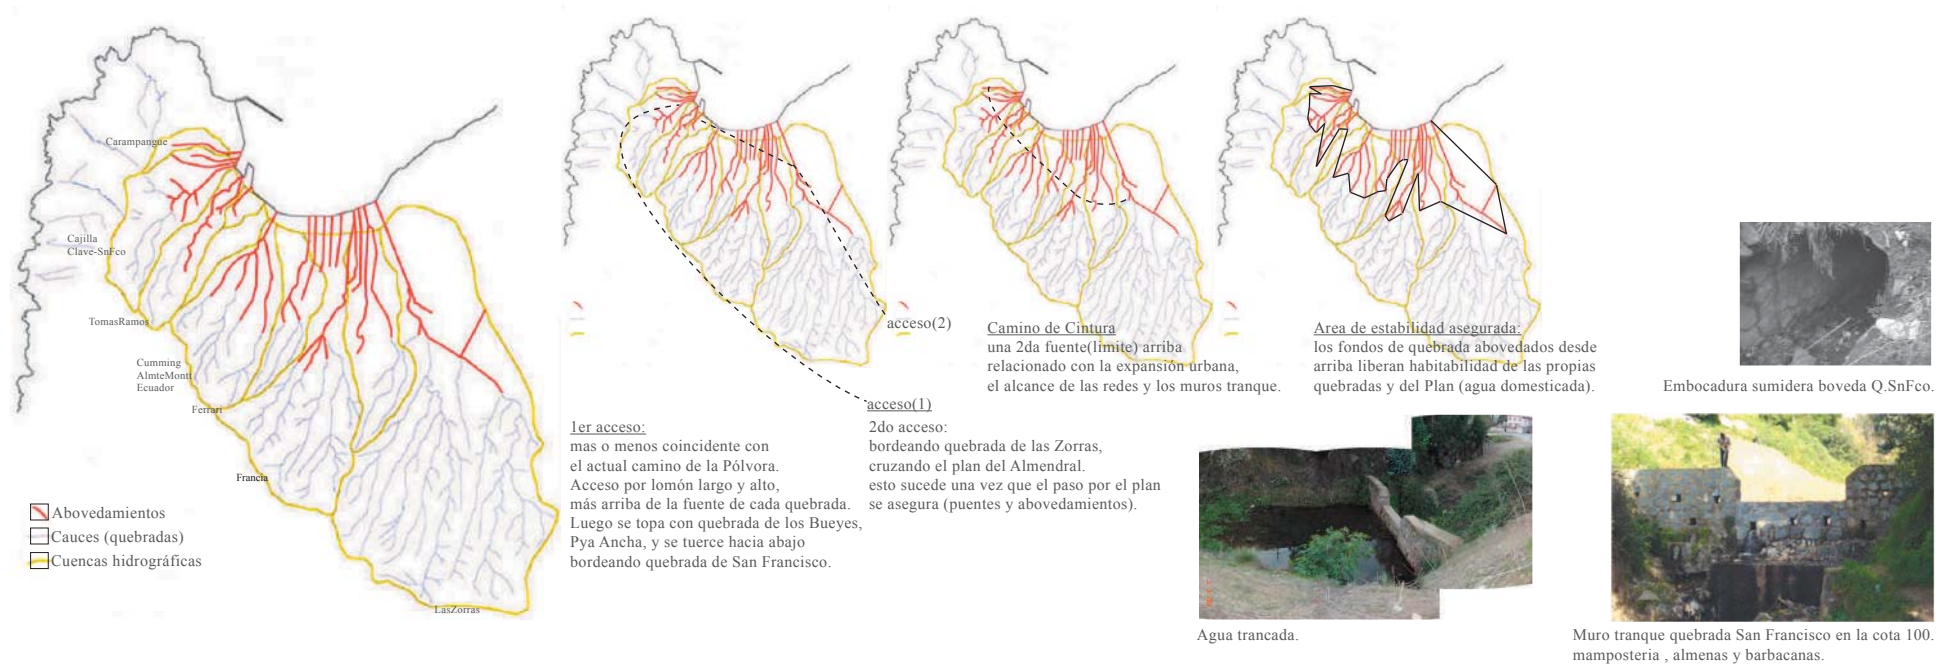 Carampangue
Cajilla
Clave-SnFco
TomasRamos
Cumming
AlmteMontt
Ecuador
Ferrari
Francia
LasZorras
Abovedamientos
Cauces (quebradas)
Cuencas hidrográficas
acceso(2)
acceso(1)
1er acceso:
mas o menos coincidente con
el actual camino de la Pólvora.
Acceso por lomón largo y alto,
más arriba de la fuente de cada quebrada.
Luego se topa con quebrada de los Bueyes,
Pya Ancha, y se tuerce hacia abajo
bordeando quebrada de San Francisco.
2do acceso:
bordeando quebrada de las Zorras,
cruzando el plan del Almendral.
esto sucede una vez que el paso por el plan
se asegura (puentes y abovedamientos).
Camino de Cintura
una 2da fuente(limite) arriba
relacionado con la expansión urbana,
el alcance de las redes y los muros tranque.
Area de estabilidad asegurada:
los fondos de quebrada abovedados desde
arriba liberan habitabilidad de las propias
quebradas y del Plan (agua domesticada).
Embocadura sumidera boveda Q.SnFco.
Agua trancada.
Muro tranque quebrada San Francisco en la cota 100.
mamposteria , almenas y barbacanas.